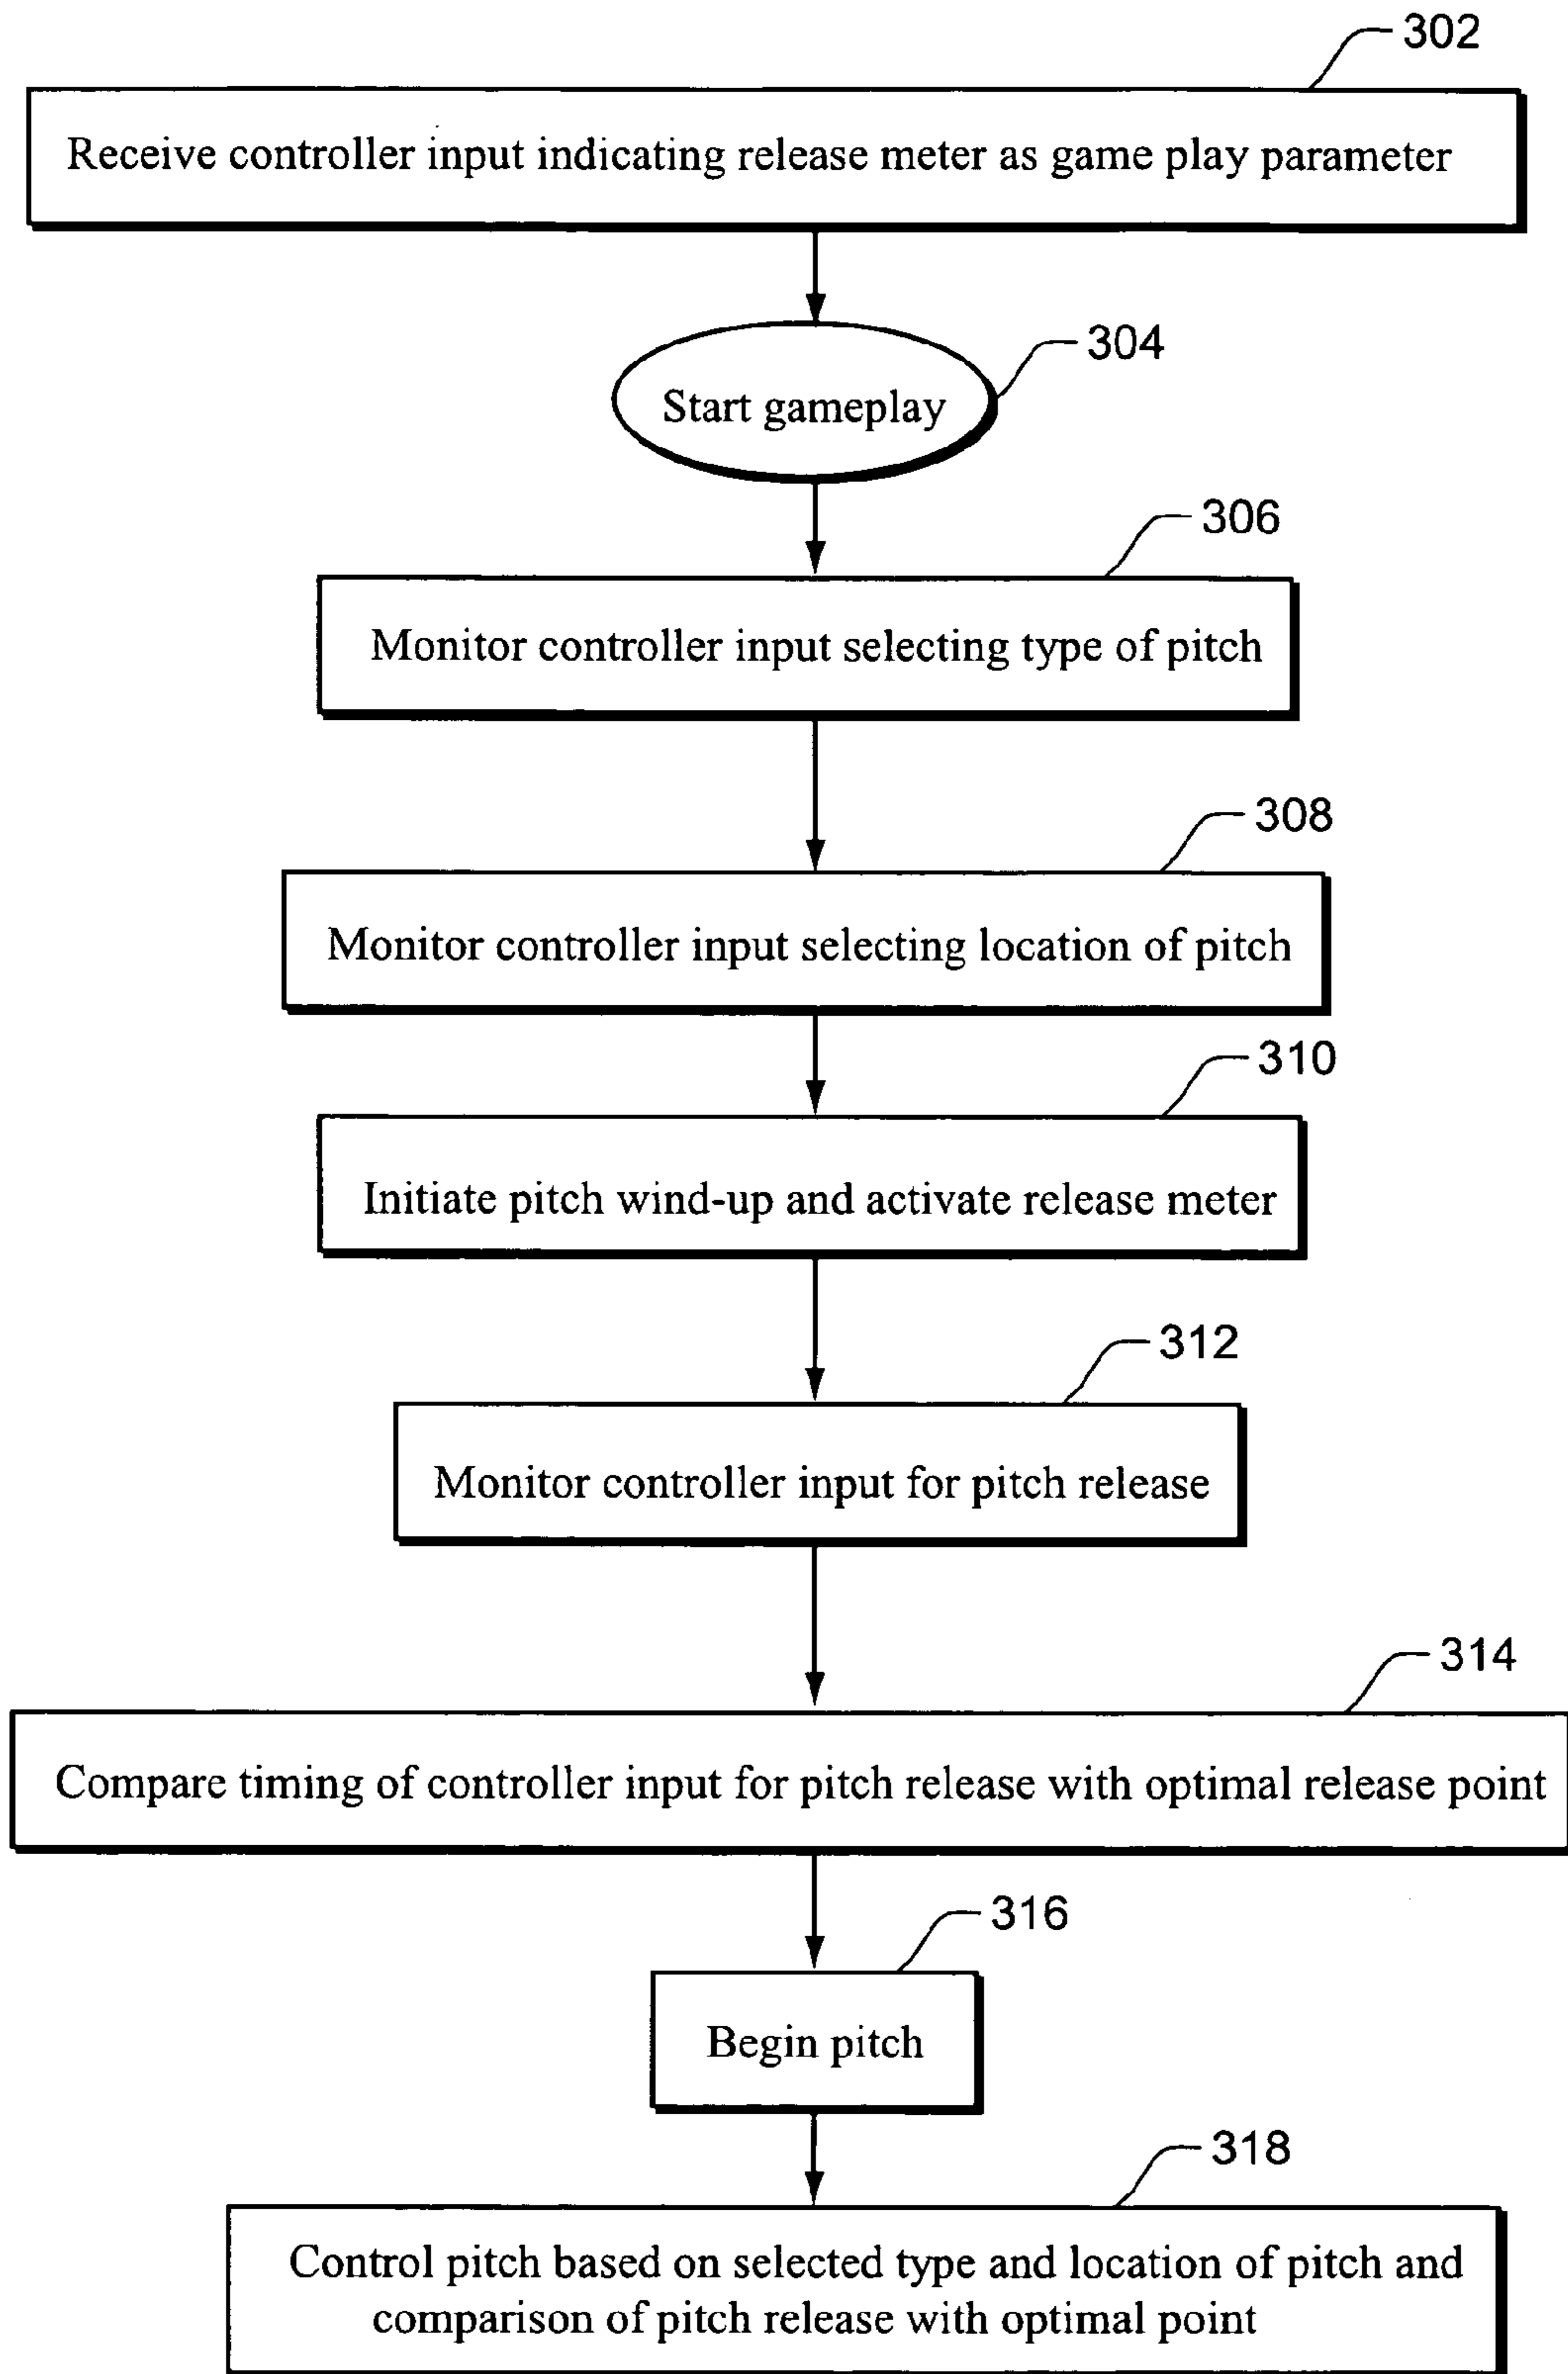 302
Receive controller input indicating release meter as game play parameter
304
Start gameplay
306
Monitor controller input selecting type of pitch
308
Monitor controller input selecting location of pitch
310
Initiate pitch wind-up and activate release meter
312
Monitor controller input for pitch release
314
Compare timing of controller input for pitch release with optimal release point
316
Begin pitch
318
Control pitch based on selected type and location of pitch and
comparison of pitch release with optimal point